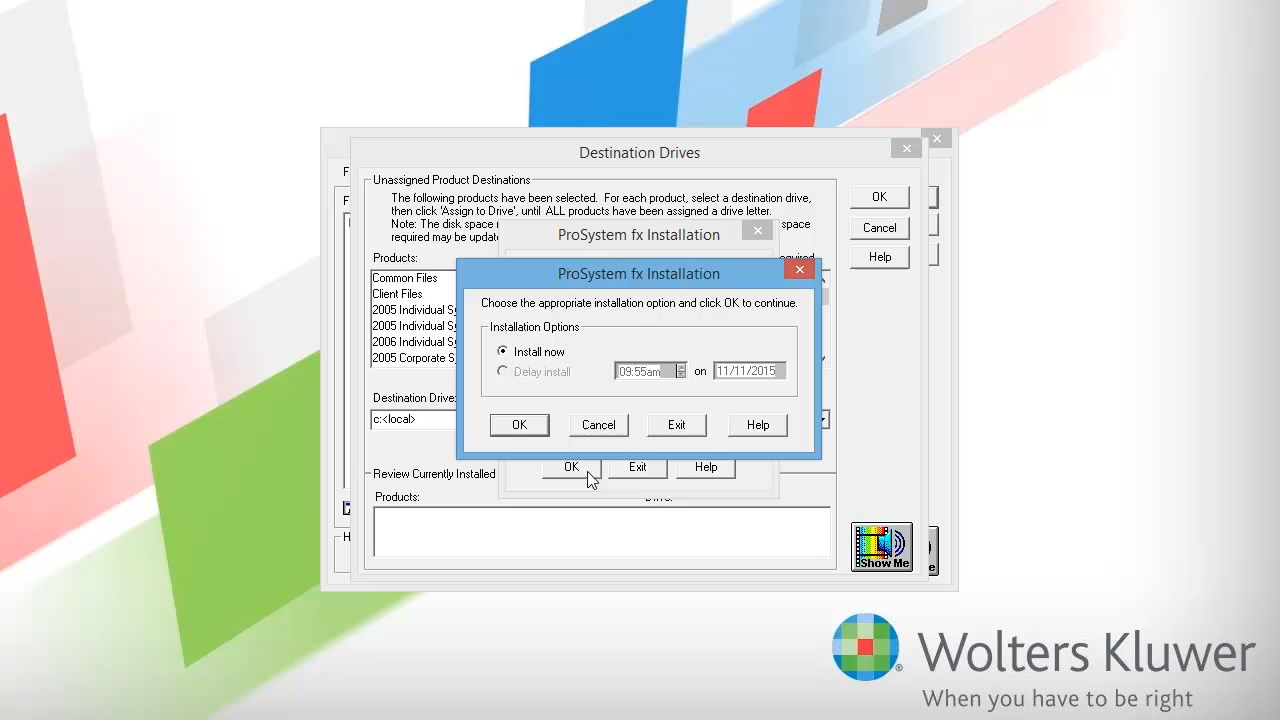 Destination Drives
Unassigned Product Destinations
The following products have been selected. For each product, select a destination drive,
then click 'Assign to Drive', until ALL products have been assigned a drive letter.
Note: The disk space
space
required may be update
ProSystem fx Installation
Products:
Common Files
Client Files
2005 Individual
2005 Individual
2006 Individual
2005 Corporate
ProSystem fx Installation
Choose the appropriate installation option and click OK to continue.
Installation Options
Install now
Delay install
09:55am
on
11/11/2015
OK
Cancel
Exit
Help
Destination Drive:
c:<local>
OK
Exit
Help
Review Currently Installed
Products:
OK
Cancel
Help
Show Me
Wolters Kluwer
When you have to be right